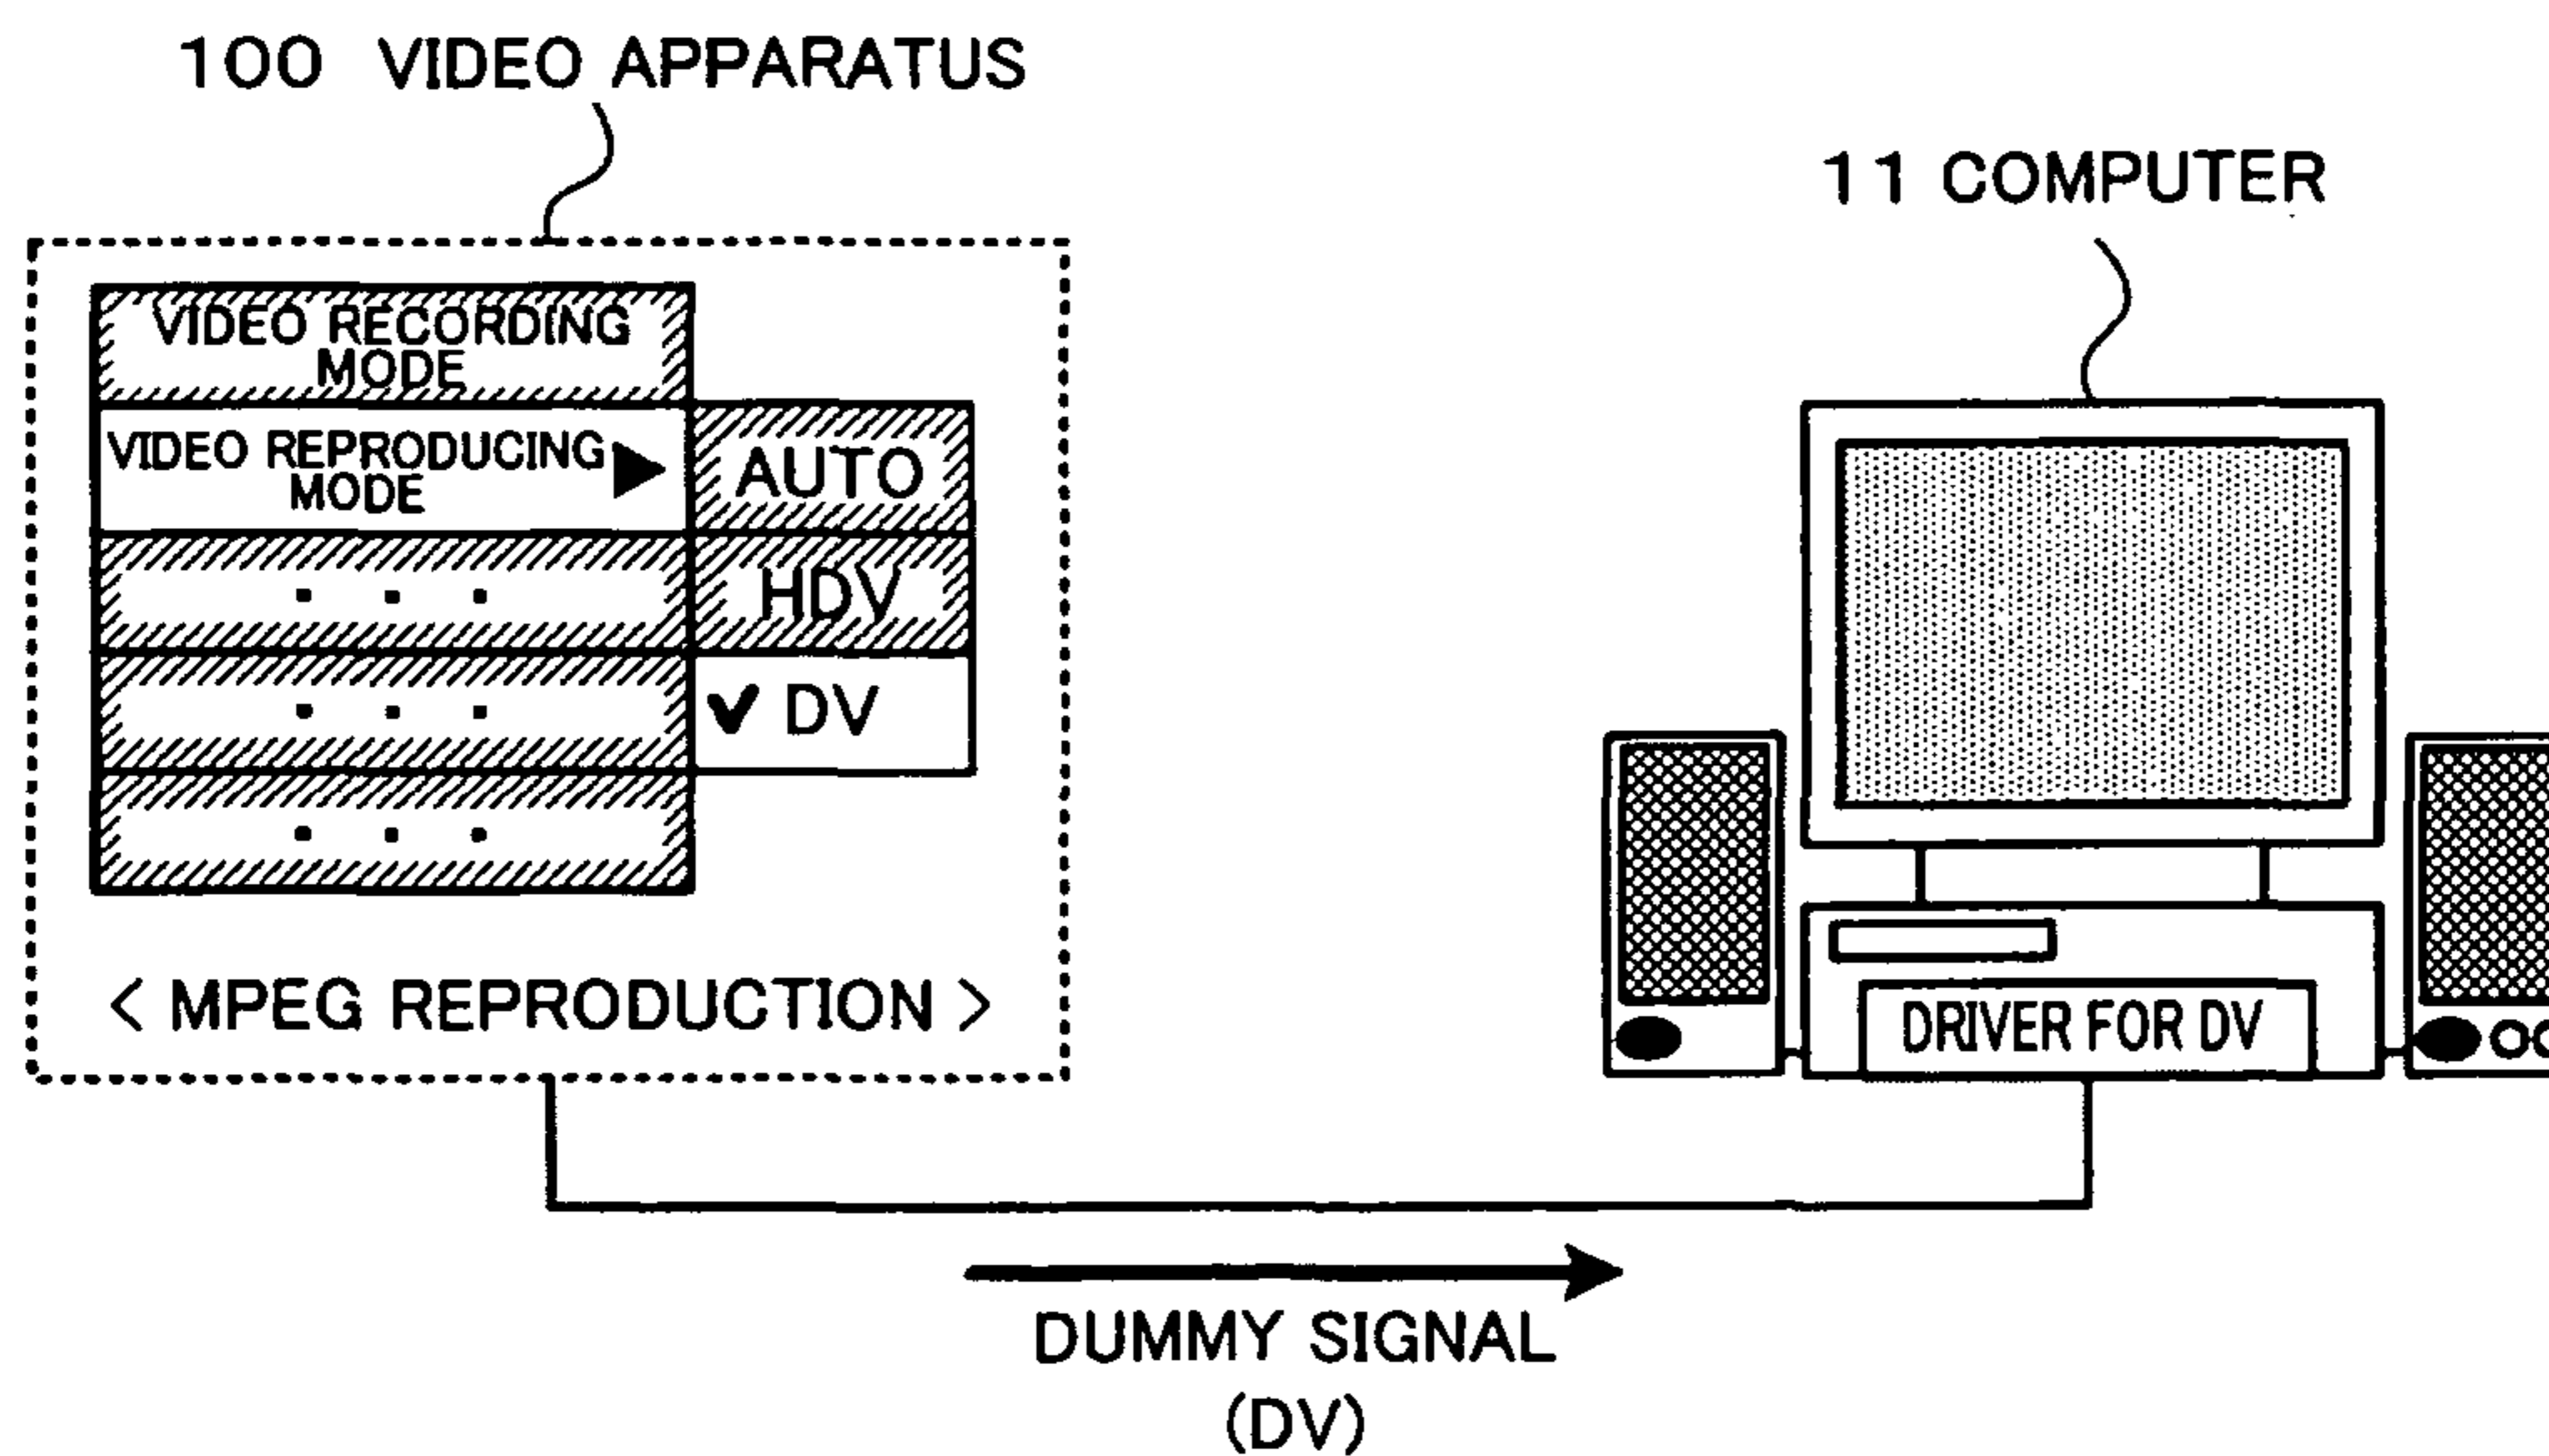 100 VIDEO APPARATUS
11 COMPUTER
VIDEO RECORDING
MODE
VIDEO REPRODUCING
MODE
AUTO
HDV
DV
. . .
. . .
. . .
< MPEG REPRODUCTION >
DRIVER FOR DV
DUMMY SIGNAL
(DV)